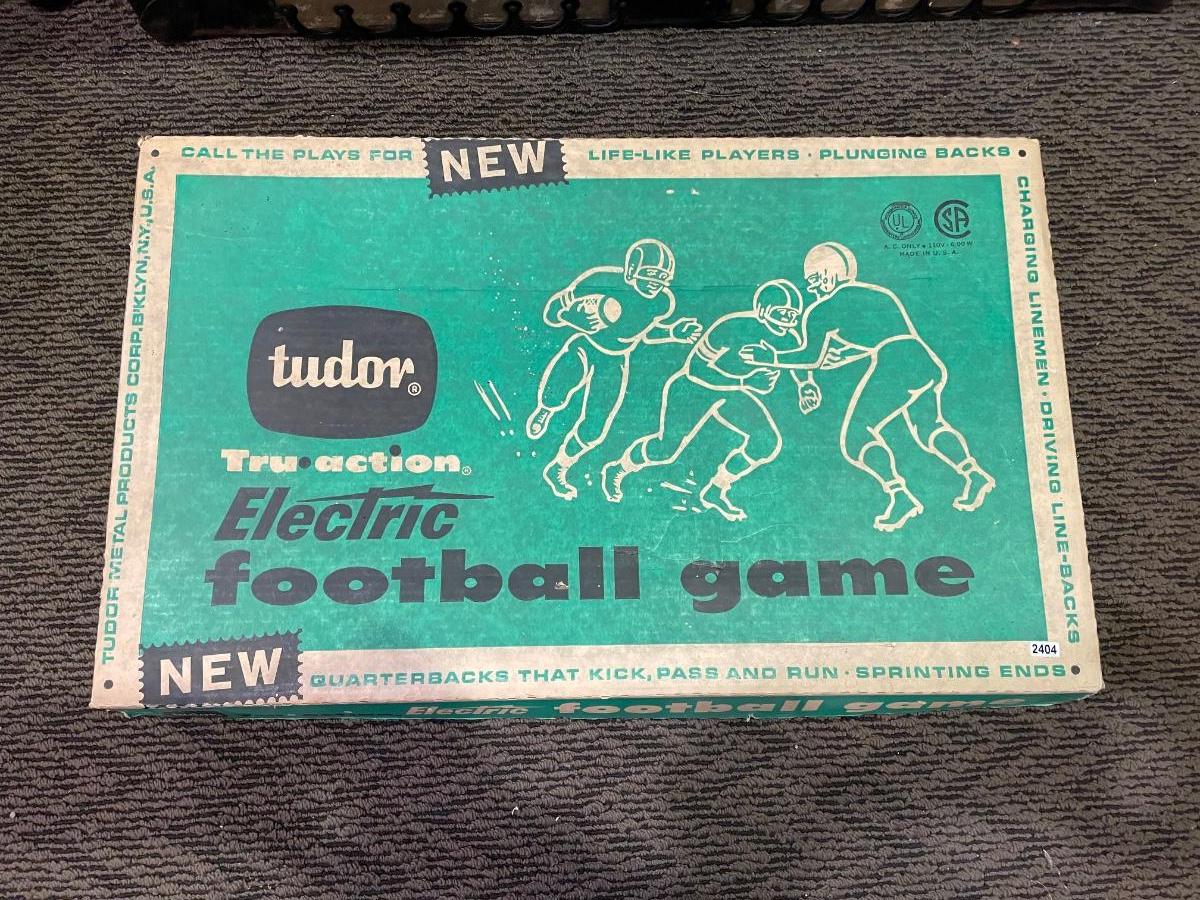 CALL THE PLAYS FOR NEW LIFE-LIKE PLAYERS · PLUNGING BACKS
CHARGING LINEMEN · DRIVING LINE-BACKS
UL
CSA
A.C. ONLY
MADE IN U.S.A.
tudor®
Tru•action®
Electric
football game
2404
NEW QUARTERBACKS THAT KICK, PASS AND RUN · SPRINTING ENDS
TUDOR METAL PRODUCTS CORP. B'KLYN, N.Y., U.S.A.
Electric football game